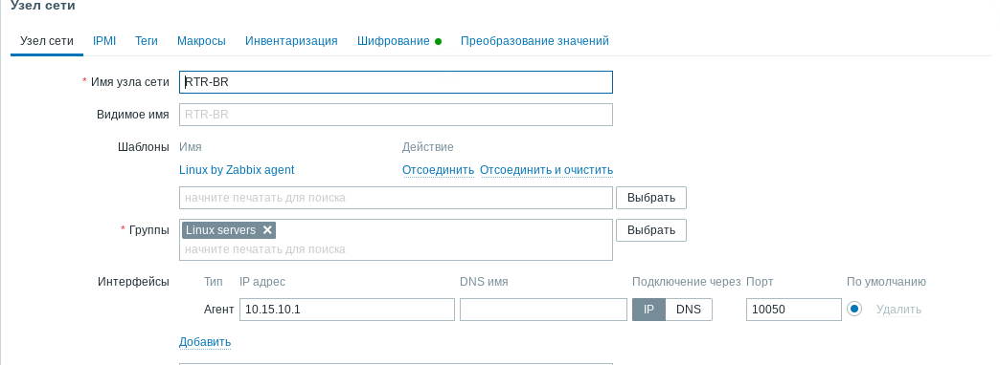 Узел сети
Узел сети IPMI Теги Макросы Инвентаризация Шифрование Преобразование значений
* Имя узла сети RTR-BR
Видимое имя RTR-BR
Шаблоны Имя Действие
Linux by Zabbix agent Отсоединить Отсоединить и очистить
начните печатать для поиска Выбрать
* Группы Linux servers Выбрать
начните печатать для поиска
Интерфейсы Тип IP адрес DNS имя Подключение через Порт По умолчанию
Агент 10.15.10.1 IP DNS 10050 Удалить
Добавить